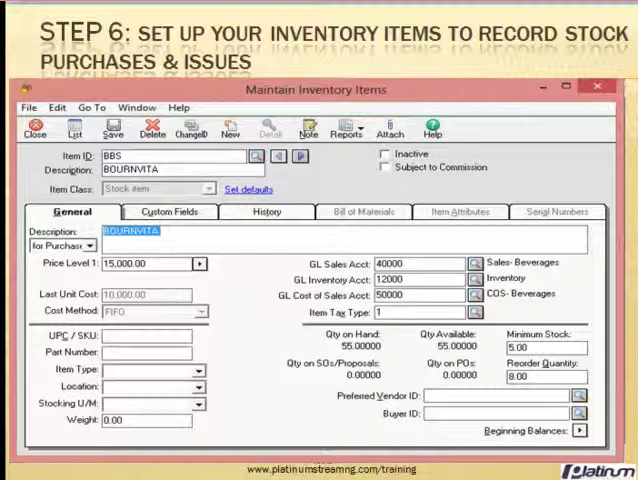 STEP 6: SET UP YOUR INVENTORY ITEMS TO RECORD STOCK
PURCHASES & ISSUES
Maintain Inventory Items
File Edit Go To Window Help
Close List Save Delete ChangeID New Detail Note Reports Attach Help
Item ID: BBS
Inactive
Description: BOURNVITA
Subject to Commission
Item Class: Stock item Set defaults
General Custom Fields History Bill of Materials Item Attributes Serial Numbers
Description: BOURNVITA
for Purchas
Price Level 1: 15,000.00
GL Sales Acct: 40000 Sales- Beverages
GL Inventory Acct: 12000 Inventory
Last Unit Cost: 10,000.00
GL Cost of Sales Acct: 50000 COS- Beverages
Cost Method: FIFO
Item Tax Type: 1
UPC / SKU:
Qty on Hand: Qty Available: Minimum Stock:
55.00000 55.00000 5.00
Part Number:
Qty on SOs/Proposals: Qty on POs: Reorder Quantity:
Item Type:
0.00000 0.00000 8.00
Location:
Preferred Vendor ID:
Stocking U/M:
Buyer ID:
Weight: 0.00
Beginning Balances:
www.platinumstreamng.com/training
Platinum